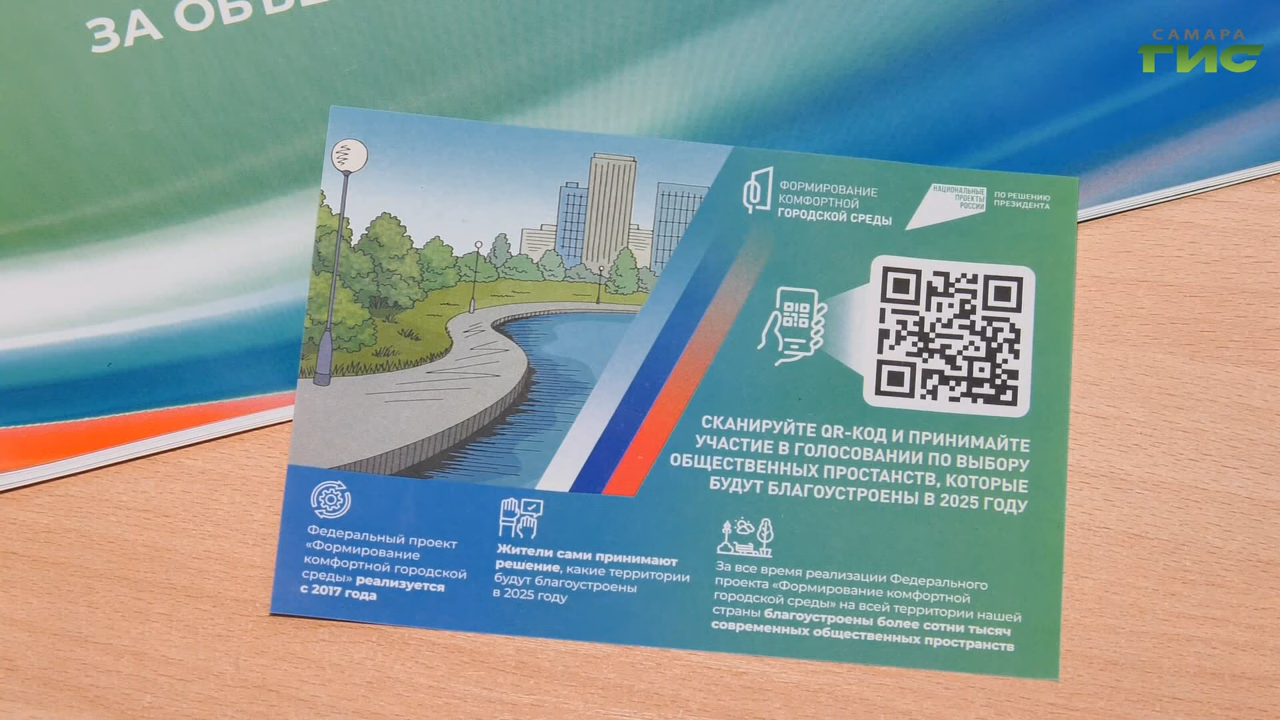 ЗА ОБЪЕ
САМАРА
ГИС
ФОРМИРОВАНИЕ
КОМФОРТНОЙ
ГОРОДСКОЙ СРЕДЫ
НАЦИОНАЛЬНЫЕ
ПРОЕКТЫ
РОССИИ
ПО РЕШЕНИЮ
ПРЕЗИДЕНТА
СКАНИРУЙТЕ QR-КОД И ПРИНИМАЙТЕ
УЧАСТИЕ В ГОЛОСОВАНИИ ПО ВЫБОРУ
ОБЩЕСТВЕННЫХ ПРОСТАНСТВ, КОТОРЫЕ
БУДУТ БЛАГОУСТРОЕНЫ В 2025 ГОДУ
Федеральный проект
«Формирование
комфортной городской
среды» реализуется
с 2017 года
Жители сами принимают
решение, какие территории
будут благоустроены
в 2025 году
За все время реализации Федерального
проекта «Формирование комфортной
городской среды» на всей территории нашей
страны благоустроены более сотни тысяч
современных общественных пространств